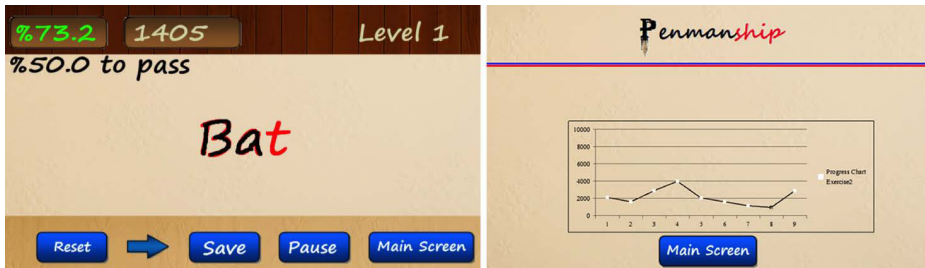 %73.2 1405 Level 1
%50.0 to pass
Bat
Reset Save Pause Main Screen
Penmanship
10000
8000
6000
4000
2000
0
1 2 3 4 5 6 7 8 9
Progress Chart
Exercise2
Main Screen